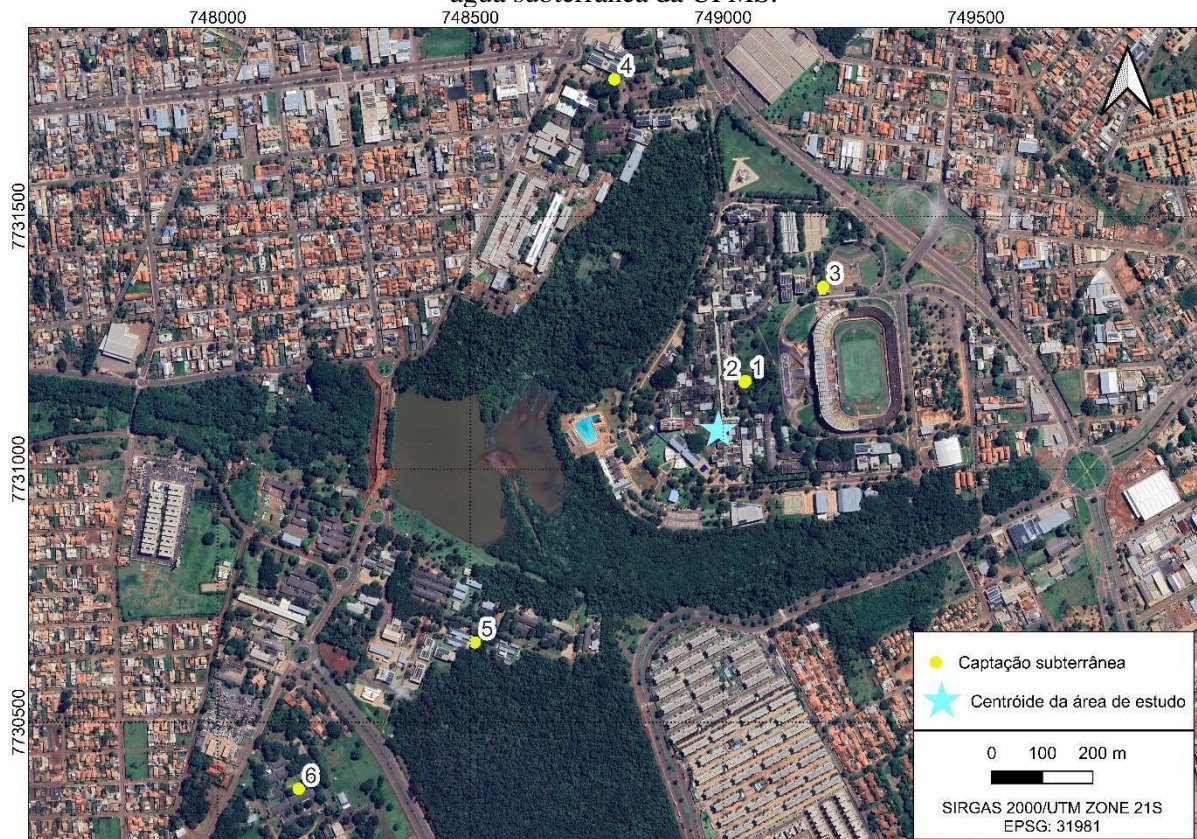 água subterrânea da UFMS.
748000 748500 749000 749500
4
7731500
3
2 1
7731000
5
7730500
6
Captação subterrânea
Centróide da área de estudo
0 100 200 m
SIRGAS 2000/UTM ZONE 21S
EPSG: 31981